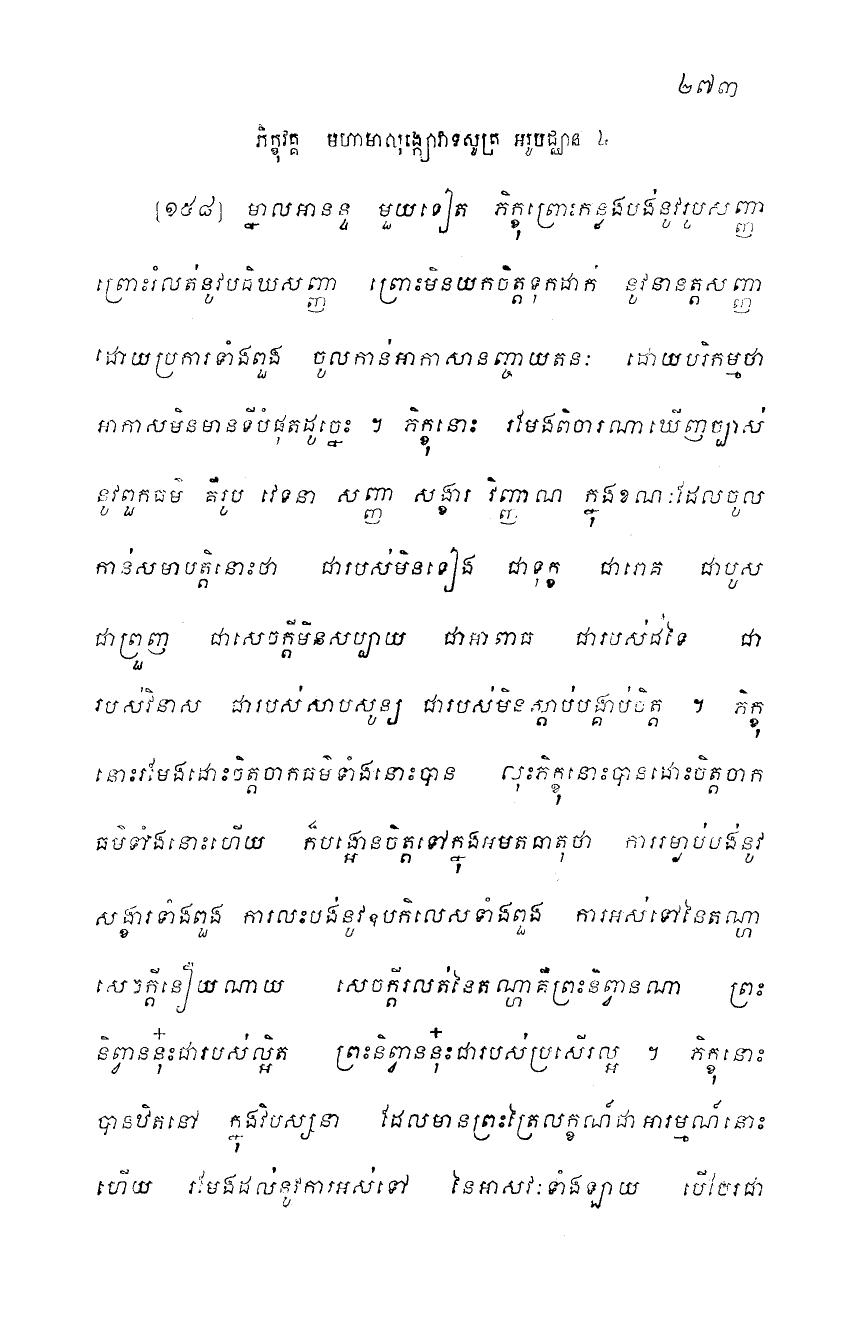 ២៧៣
ភិក្ខុវគ្គ មហាមាលុង្ក្យោវាទសូត្រ អរូបជ្ឈាន ៤
[១៥៨] ម្នាលអានន្ទ មួយទៀត ភិក្ខុព្រោះកន្លងបង់នូវរូបសញ្ញា
ព្រោះរំលត់នូវបដិឃសញ្ញា ព្រោះមិនយកចិត្តទុកដាក់ នូវនានត្តសញ្ញា
ដោយប្រការទាំងពួង ចូលកាន់អាកាសានញ្ចាយតនៈ ដោយបរិកម្មថា
អាកាសមិនមានទីបំផុតដូច្នេះ ។ ភិក្ខុនោះ រមែងពិចារណាឃើញច្បាស់
នូវពួកធម៌ គឺរូប វេទនា សញ្ញា សង្ខារ វិញ្ញាណ ក្នុងខណៈដែលចូល
កាន់សមាបត្តិនោះថា ជារបស់មិនទៀង ជាទុក្ខ ជារោគ ជាបួស
ជាព្រួញ ជាសេចក្តីមិនសប្បាយ ជាអាពាធ ជារបស់ដទៃ ជា
របស់វិនាស ជារបស់សាបសូន្យ ជារបស់មិនស្តាប់បង្គាប់ចិត្ត ។ ភិក្ខុ
នោះរមែងដោះចិត្តចាកធម៌ទាំងនោះបាន លុះភិក្ខុនោះបានដោះចិត្តចាក
ធម៌ទាំងនោះហើយ ក៏បង្អោនចិត្តទៅក្នុងអមតធាតុថា ការរម្ងាប់បង់នូវ
សង្ខារទាំងពួង ការលះបង់នូវឧបកិលេសទាំងពួង ការអស់ទៅនៃតណ្ហា
សេចក្តីនឿយណាយ សេចក្តីរលត់នៃតណ្ហាគឺព្រះនិព្វានណា ព្រះ
និព្វាននុ៎ះជារបស់ល្អិត ព្រះនិព្វាននុ៎ះជារបស់ប្រសើរល្អ ។ ភិក្ខុនោះ
បានឋិតនៅ ក្នុងវិបស្សនា ដែលមានព្រះត្រៃលក្ខណ៍ជាអារម្មណ៍នោះ
ហើយ រមែងដល់នូវការអស់ទៅ នៃអាសវៈទាំងឡាយ បើមែរជា